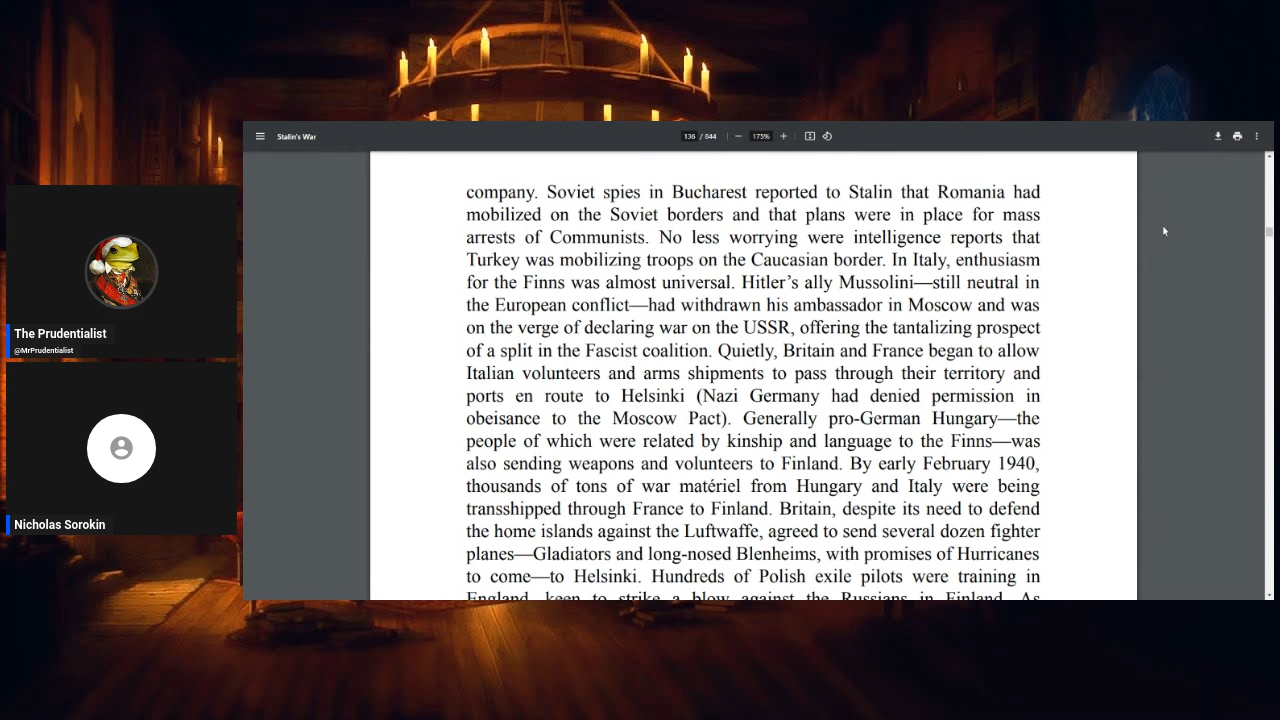 Stalin's War
136 / 844
175%
company. Soviet spies in Bucharest reported to Stalin that Romania had
mobilized on the Soviet borders and that plans were in place for mass
arrests of Communists. No less worrying were intelligence reports that
Turkey was mobilizing troops on the Caucasian border. In Italy, enthusiasm
for the Finns was almost universal. Hitler's ally Mussolini—still neutral in
the European conflict—had withdrawn his ambassador in Moscow and was
on the verge of declaring war on the USSR, offering the tantalizing prospect
of a split in the Fascist coalition. Quietly, Britain and France began to allow
Italian volunteers and arms shipments to pass through their territory and
ports en route to Helsinki (Nazi Germany had denied permission in
obeisance to the Moscow Pact). Generally pro-German Hungary—the
people of which were related by kinship and language to the Finns—was
also sending weapons and volunteers to Finland. By early February 1940,
thousands of tons of war matériel from Hungary and Italy were being
transshipped through France to Finland. Britain, despite its need to defend
the home islands against the Luftwaffe, agreed to send several dozen fighter
planes—Gladiators and long-nosed Blenheims, with promises of Hurricanes
to come—to Helsinki. Hundreds of Polish exile pilots were training in
England, keen to strike a blow against the Russians in Finland. As
The Prudentialist
@MrPrudentialist
Nicholas Sorokin